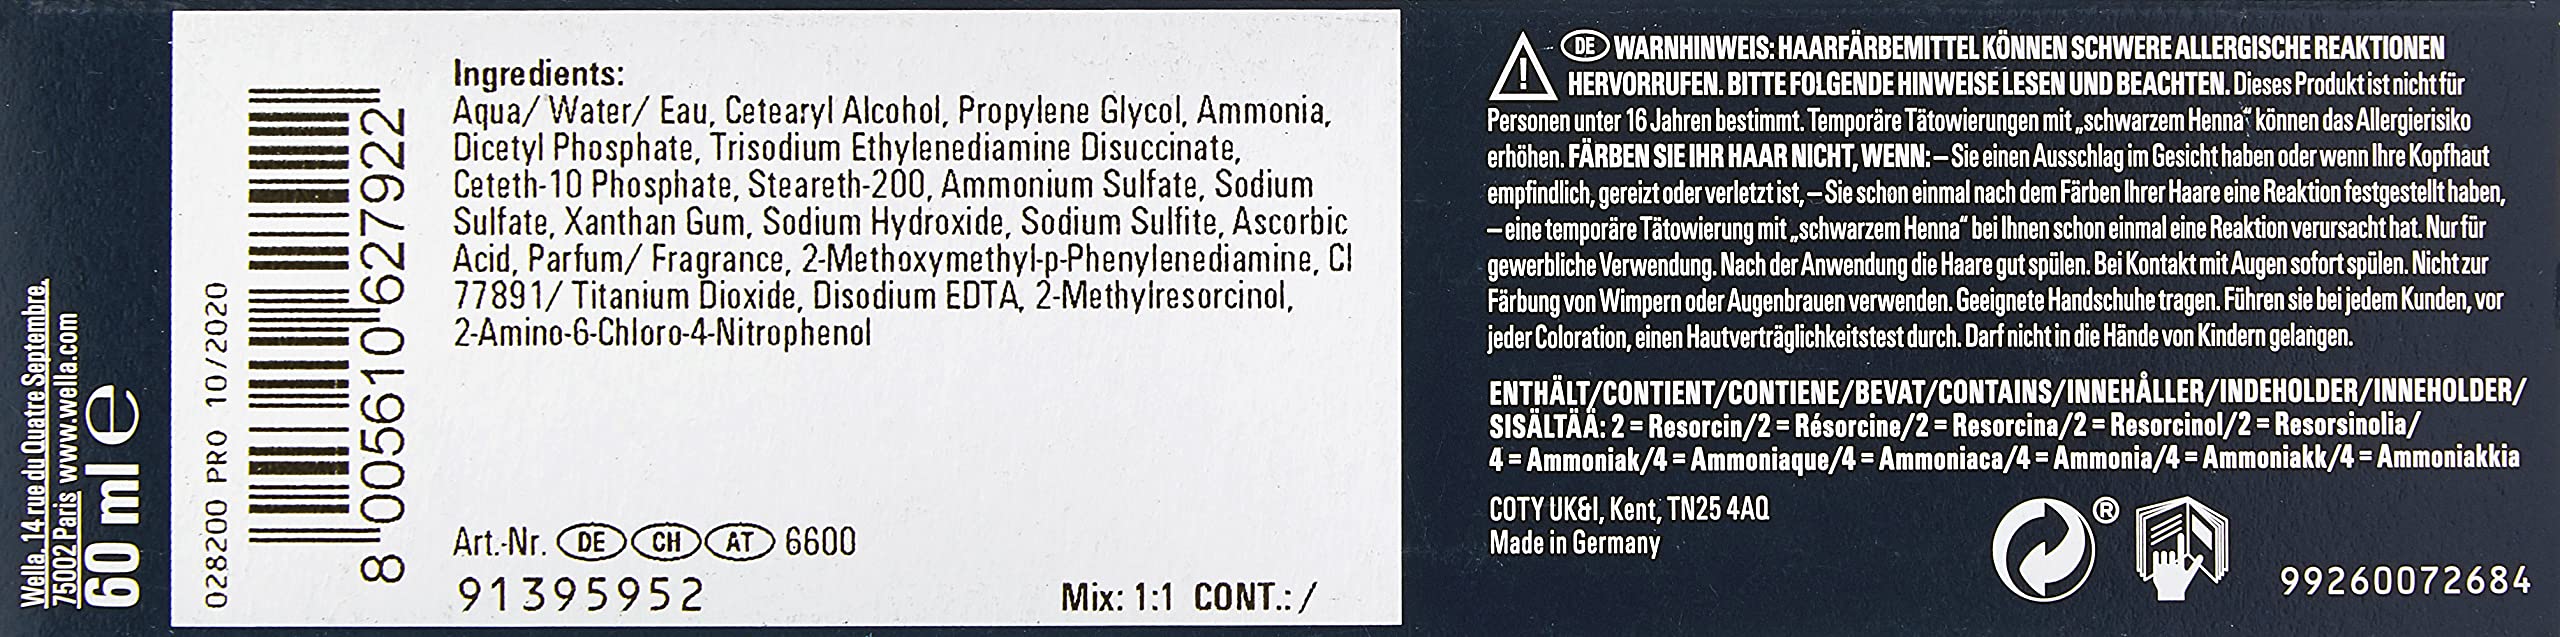 Wella, 14 rue du Quatre Septembre,
75002 Paris www.wella.com
60 ml e
028200 PRO 10/2020
8 005610 627922
Ingredients:
Aqua/ Water/ Eau, Cetearyl Alcohol, Propylene Glycol, Ammonia,
Dicetyl Phosphate, Trisodium Ethylenediamine Disuccinate,
Ceteth-10 Phosphate, Steareth-200, Ammonium Sulfate, Sodium
Sulfate, Xanthan Gum, Sodium Hydroxide, Sodium Sulfite, Ascorbic
Acid, Parfum/ Fragrance, 2-Methoxymethyl-p-Phenylenediamine, CI
77891/ Titanium Dioxide, Disodium EDTA, 2-Methylresorcinol,
2-Amino-6-Chloro-4-Nitrophenol
Art.-Nr. DE CH AT 6600
91395952
Mix: 1:1 CONT.: /
DE WARNHINWEIS: HAARFÄRBEMITTEL KÖNNEN SCHWERE ALLERGISCHE REAKTIONEN
HERVORRUFEN. BITTE FOLGENDE HINWEISE LESEN UND BEACHTEN. Dieses Produkt ist nicht für
Personen unter 16 Jahren bestimmt. Temporäre Tätowierungen mit „schwarzem Henna“ können das Allergierisiko
erhöhen. FÄRBEN SIE IHR HAAR NICHT, WENN: – Sie einen Ausschlag im Gesicht haben oder wenn Ihre Kopfhaut
empfindlich, gereizt oder verletzt ist, – Sie schon einmal nach dem Färben Ihrer Haare eine Reaktion festgestellt haben,
– eine temporäre Tätowierung mit „schwarzem Henna“ bei Ihnen schon einmal eine Reaktion verursacht hat. Nur für
gewerbliche Verwendung. Nach der Anwendung die Haare gut spülen. Bei Kontakt mit Augen sofort spülen. Nicht zur
Färbung von Wimpern oder Augenbrauen verwenden. Geeignete Handschuhe tragen. Führen sie bei jedem Kunden, vor
jeder Coloration, einen Hautverträglichkeitstest durch. Darf nicht in die Hände von Kindern gelangen.
ENTHÄLT/CONTIENT/CONTIENE/BEVAT/CONTAINS/INNEHÅLLER/INDEHOLDER/INNEHOLDER/
SISÄLTÄÄ: 2 = Resorcin/2 = Résorcine/2 = Resorcina/2 = Resorcinol/2 = Resorsinolia/
4 = Ammoniak/4 = Ammoniaque/4 = Ammoniaca/4 = Ammonia/4 = Ammoniakk/4 = Ammoniakkia
COTY UK&I, Kent, TN25 4AQ
Made in Germany
®
99260072684